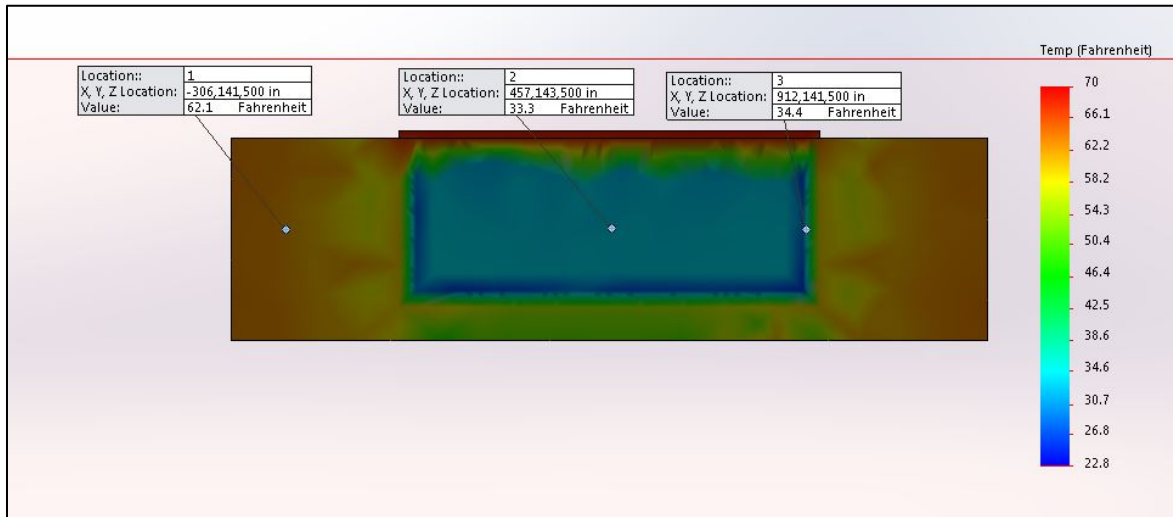 Temp (Fahrenheit)
Location:: 1
X, Y, Z Location: -306,141,500 in
Value: 62.1 Fahrenheit
Location:: 2
X, Y, Z Location: 457,143,500 in
Value: 33.3 Fahrenheit
Location:: 3
X, Y, Z Location: 912,141,500 in
Value: 34.4 Fahrenheit
70
66.1
62.2
58.2
54.3
50.4
46.4
42.5
38.6
34.6
30.7
26.8
22.8